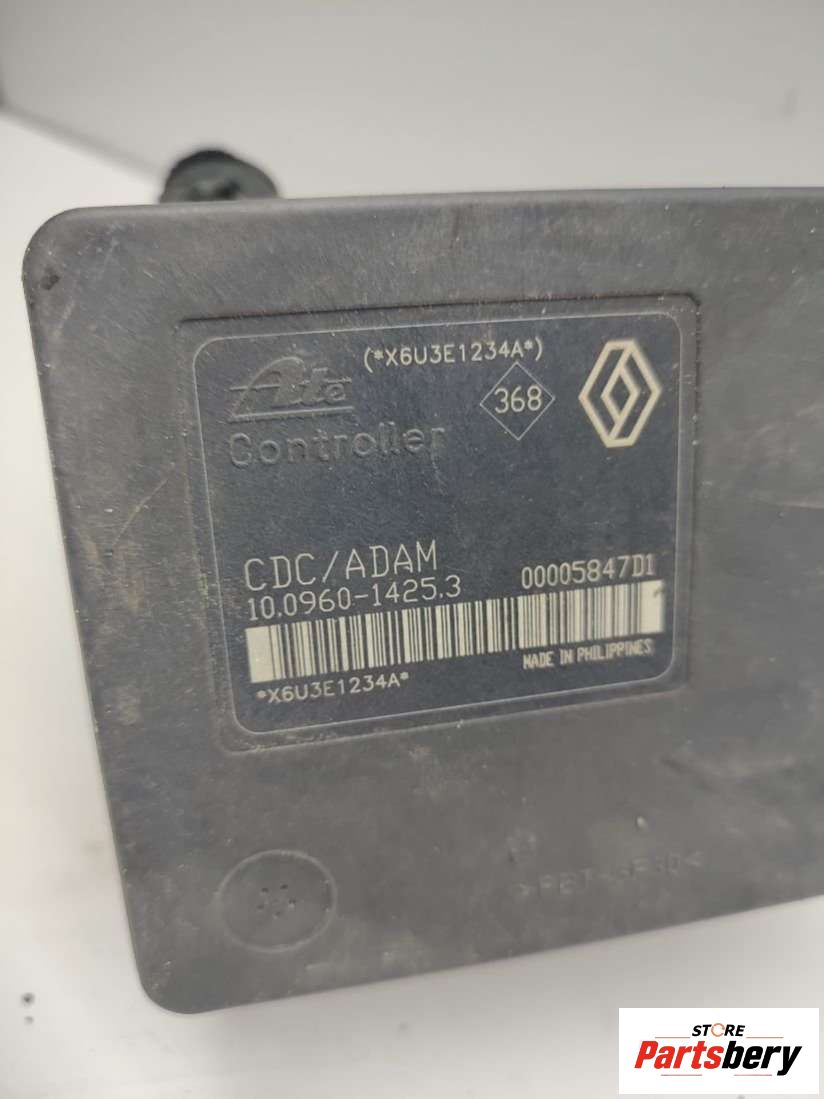 (*X6U3E1234A*)
Ate
368
Controller
CDC/ADAM
10.0960-1425.3
00005847D1
MADE IN PHILIPPINES
*X6U3E1234A*
STORE
Partsbery